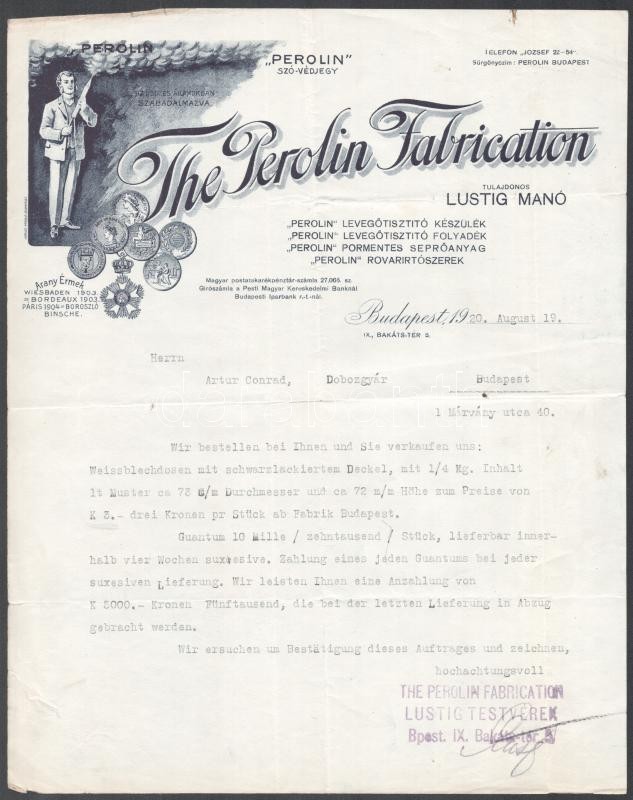 PEROLIN
„PEROLIN”
SZÓ-VÉDJEGY
TELEFON „JÓZSEF 22–54”
Sürgönyczim: PEROLIN BUDAPEST
SZABADALMAZVA.
The Perolin Fabrication
TULAJDONOS
LUSTIG MANÓ
„PEROLIN” LEVEGŐTISZTITÓ KÉSZÜLÉK
„PEROLIN” LEVEGŐTISZTITÓ FOLYADÉK
„PEROLIN” PORMENTES SEPRŐANYAG
„PEROLIN” ROVARIRTÓSZEREK
Arany Érmek
WIESBADEN 1903.
BORDEAUX 1903.
PÁRIS 1904 = BOROSZLÓ
BINSCHE.
Magyar postatakarékpénztár-számla 27,065. sz.
Girószámla a Pesti Magyar Kereskedelmi Banknál
Budapesti Iparbank r.-t.-nál.
Budapest, 1920. August 19.
IX., BAKÁTS-TÉR 5.
Herrn
Artur Conrad, Dobozgyár Budapest
1 Márvány utca 40.
Wir bestellen bei Ihnen und Sie verkaufen uns:
Weissblechdosen mit schwarzlackiertem Deckel, mit 1/4 Kg. Inhalt
lt Muster ca 73 m/m Durchmesser und ca 72 m/m Höhe zum Preise von
K 3.- drei Kronen pr Stück ab Fabrik Budapest.
Quantum 10 Mille / zehntausend / Stück, lieferbar inner-
halb vier Wochen suxesive. Zahlung eines jeden Quantums bei jeder
suxesiven Lieferung. Wir leisten Ihnen eine Anzahlung von
K 5000.- Kronen Fünftausend, die bei der letzten Lieferung in Abzug
gebracht werden.
Wir ersuchen um Bestätigung dieses Auftrages und zeichnen,
hochachtungsvoll
THE PEROLIN FABRICATION
LUSTIG TESTVÉREK
Bpest. IX. Bakáts-tér 5